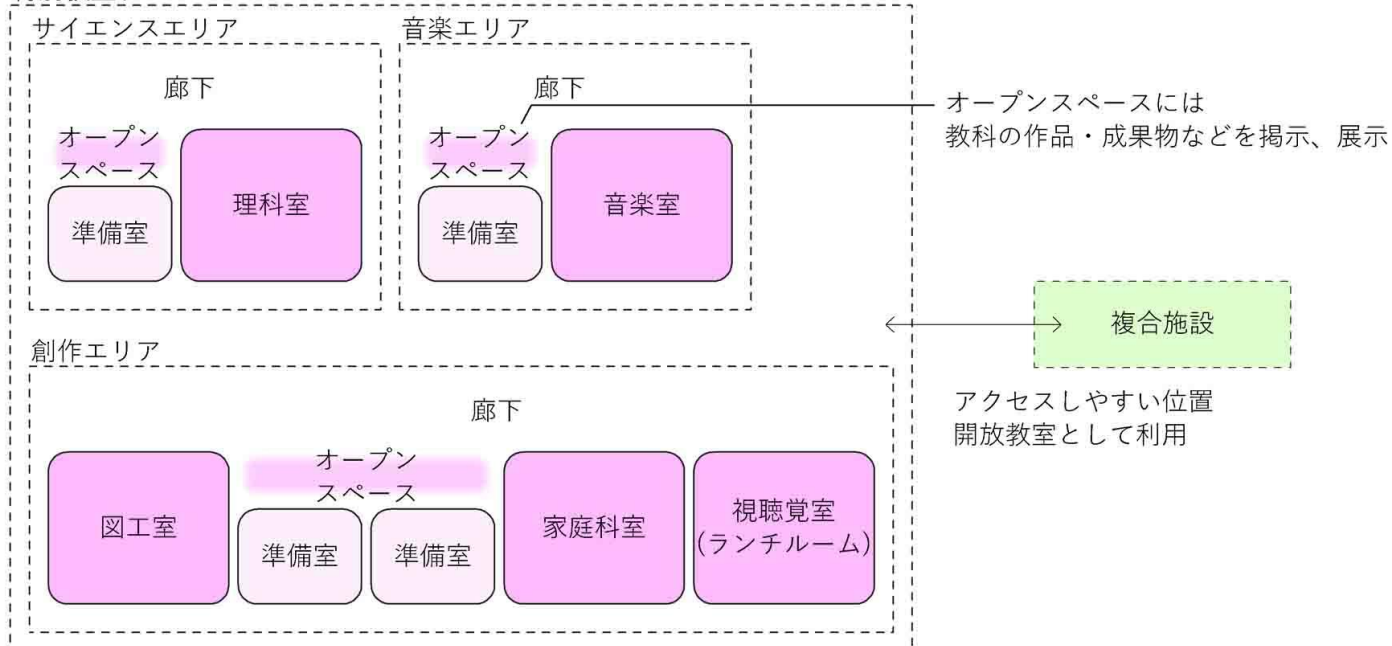 サイエンスエリア
廊下
オープン
スペース
準備室
理科室
音楽エリア
廊下
オープン
スペース
準備室
音楽室
オープンスペースには
教科の作品・成果物などを掲示、展示
複合施設
アクセスしやすい位置
開放教室として利用
創作エリア
廊下
図工室
オープン
スペース
準備室
準備室
家庭科室
視聴覚室
(ランチルーム)